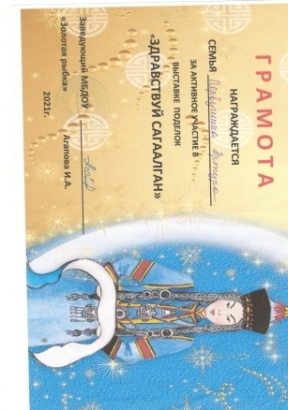 ГРАМОТА
НАГРАЖДАЕТСЯ
СЕМЬЯ
ЗА АКТИВНОЕ УЧАСТИЕ В
ВЫСТАВКЕ ПОДЕЛОК
«ЗДРАВСТВУЙ САГААЛГАН»
Заведующий МБДОУ
«Золотая рыбка» Агапова И.А.
2021г.